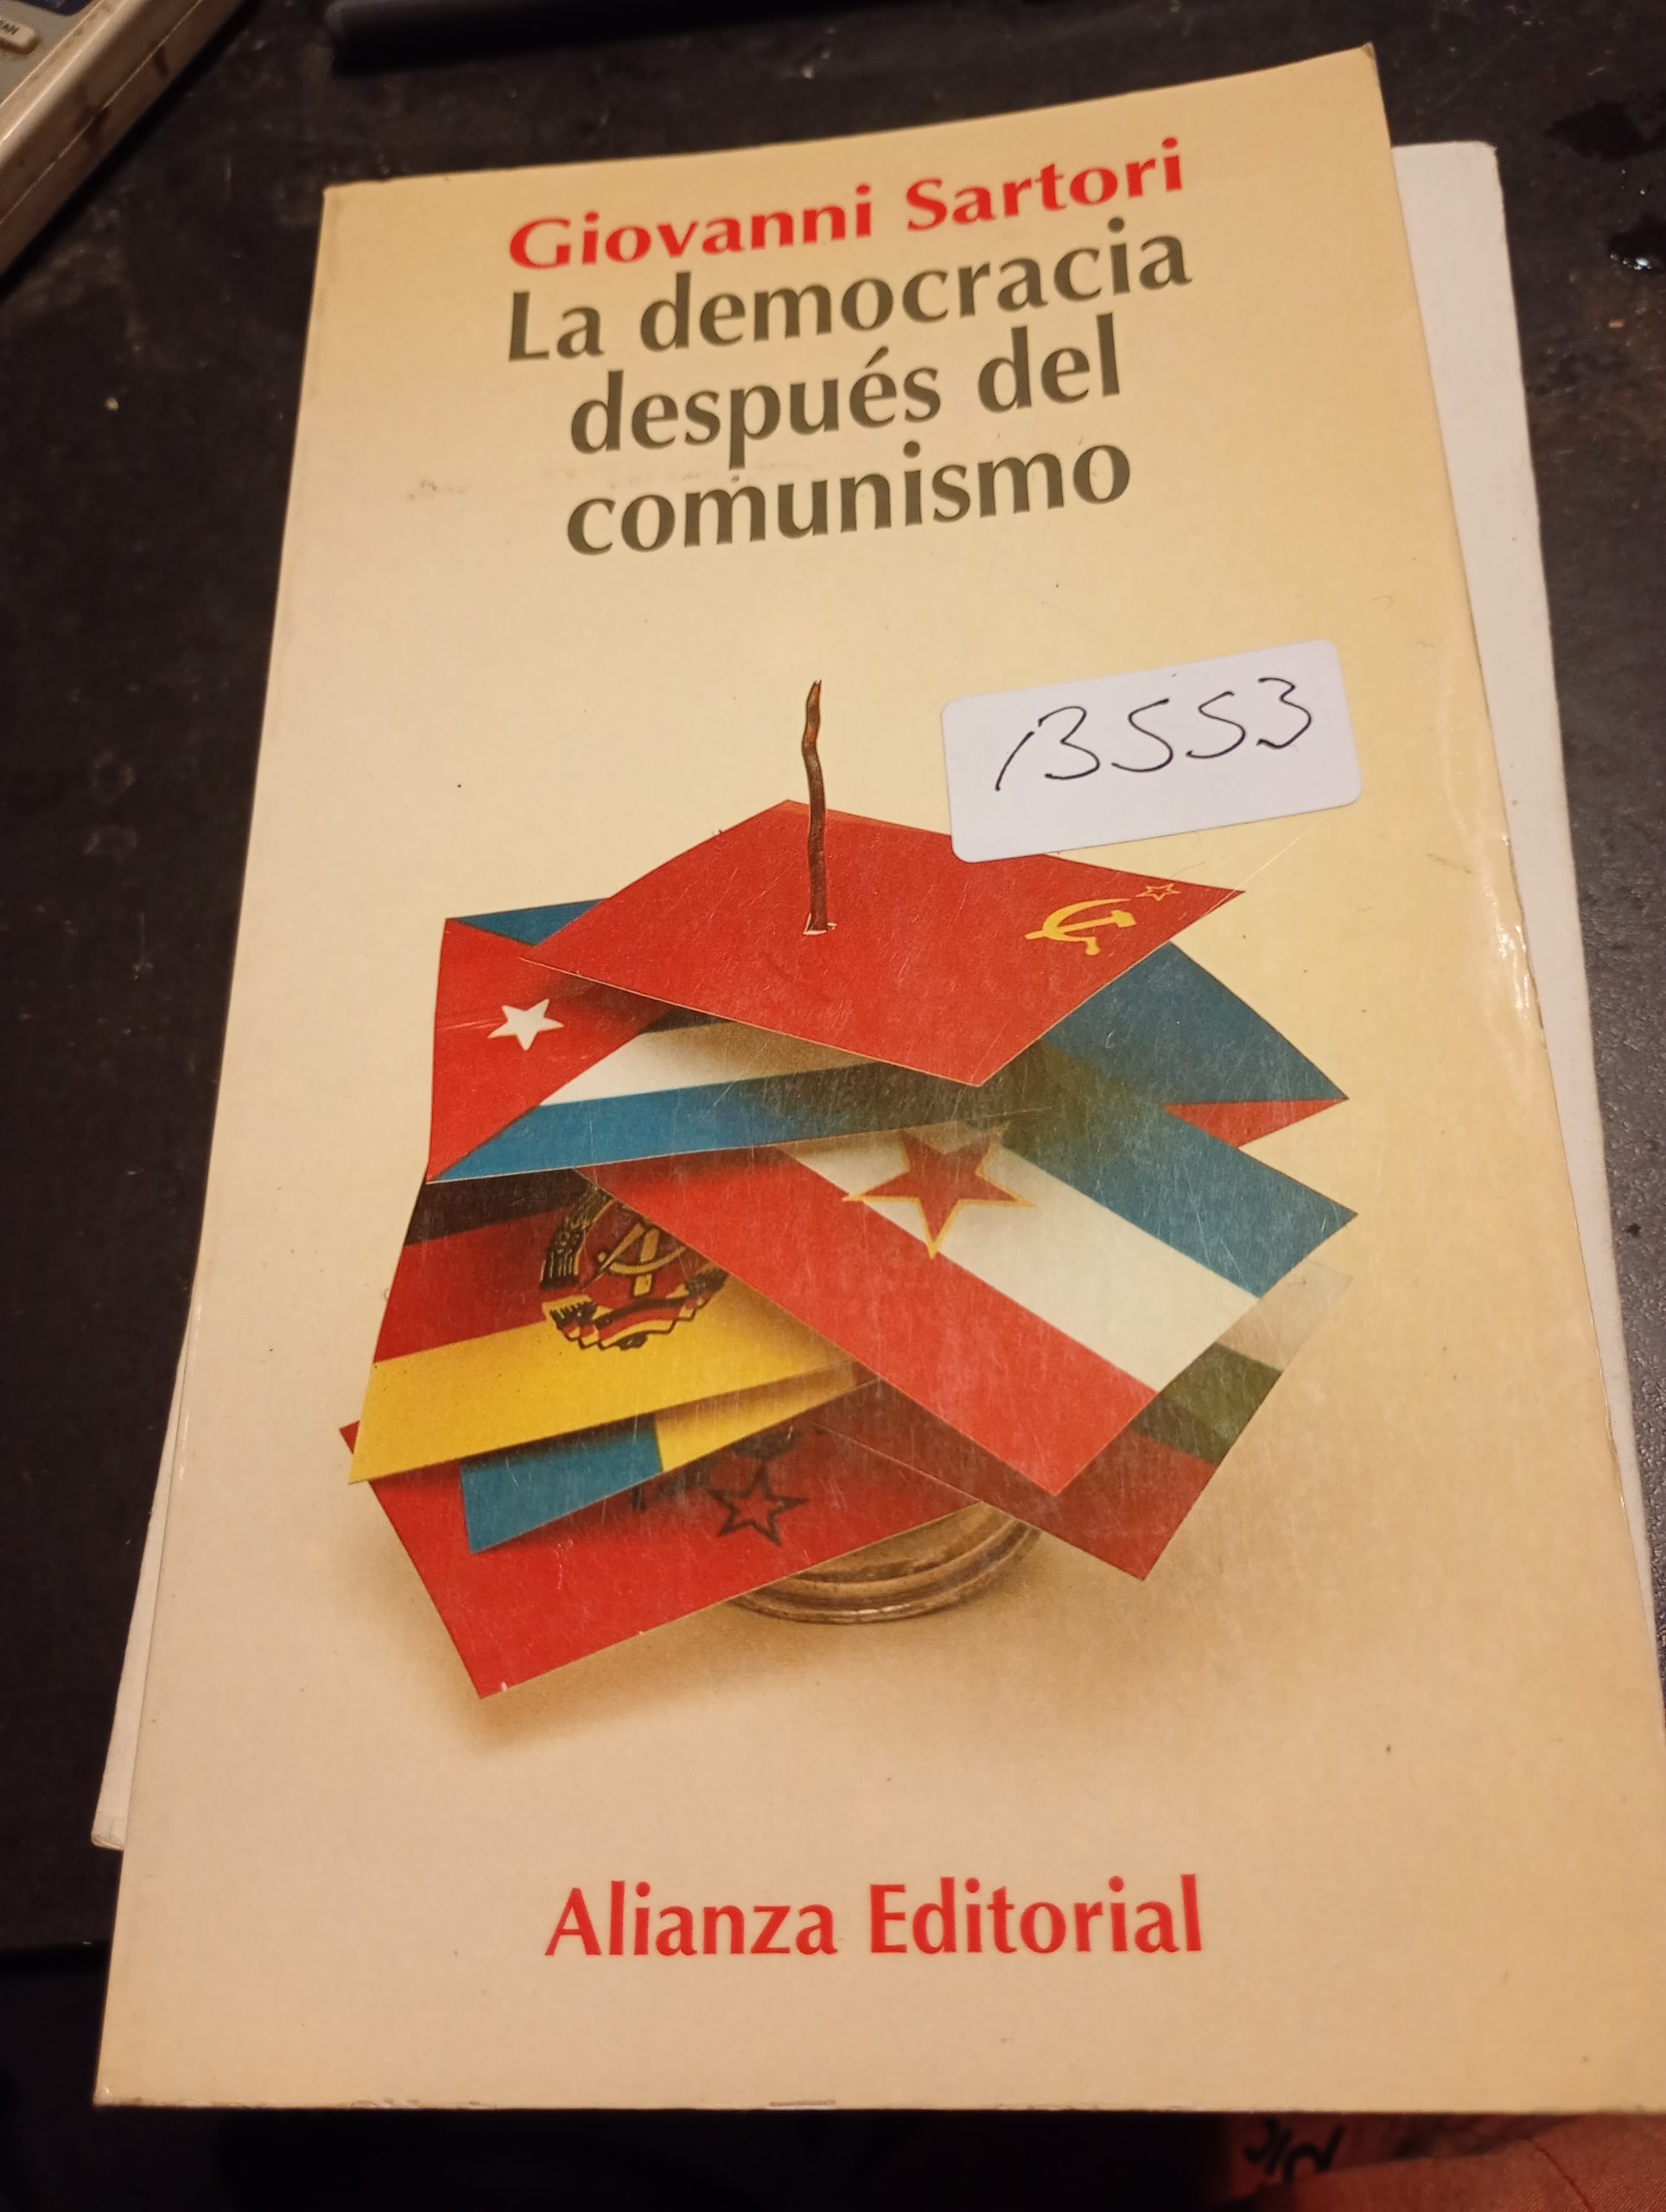 Giovanni Sartori
La democracia
después del
comunismo
13553
Alianza Editorial